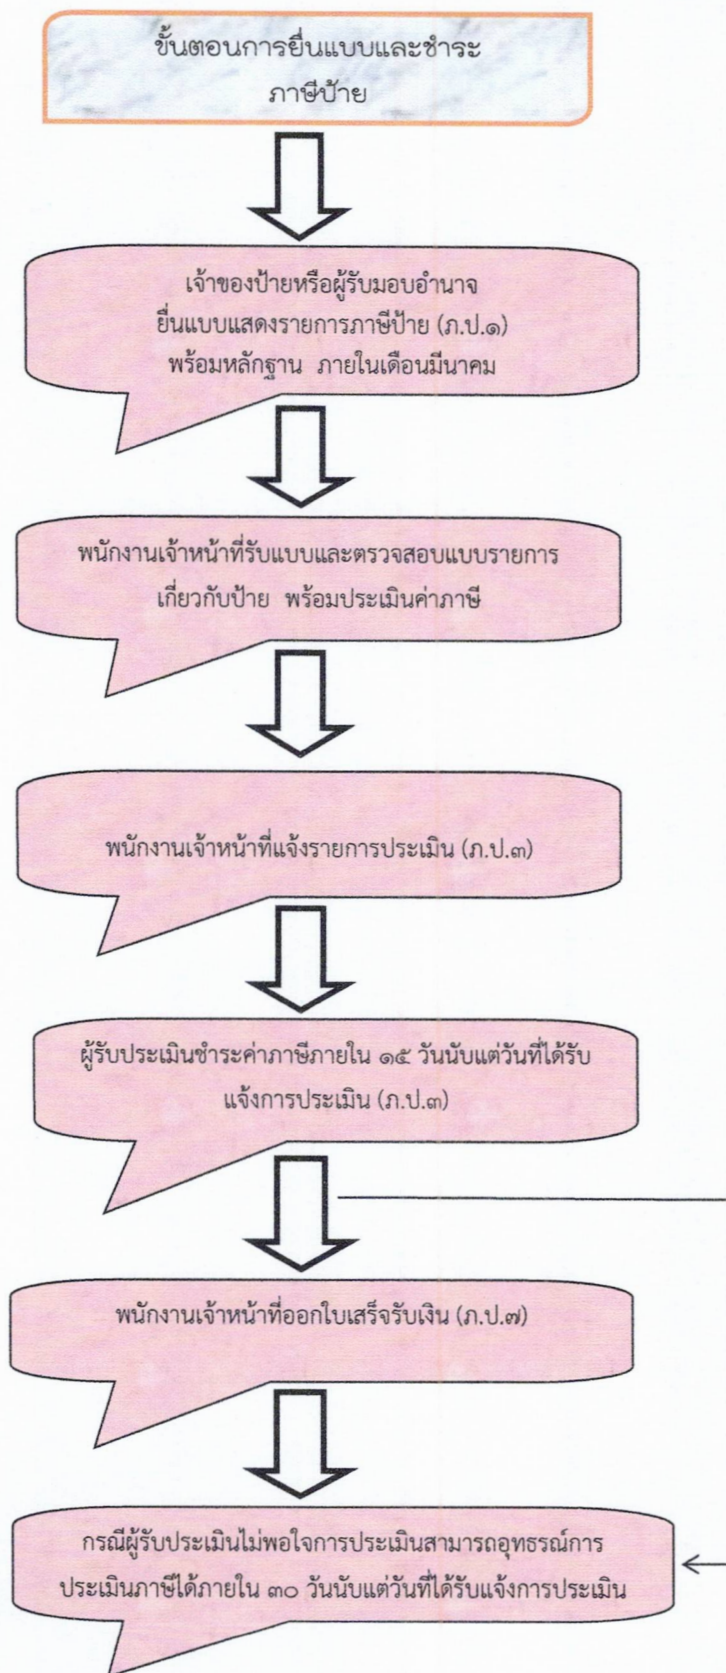 ขั้นตอนการยื่นแบบและชำระ
ภาษีป้าย
เจ้าของป้ายหรือผู้รับมอบอำนาจ
ยื่นแบบแสดงรายการภาษีป้าย (ภ.ป.๑)
พร้อมหลักฐาน ภายในเดือนมีนาคม
พนักงานเจ้าหน้าที่รับแบบและตรวจสอบแบบรายการ
เกี่ยวกับป้าย พร้อมประเมินค่าภาษี
พนักงานเจ้าหน้าที่แจ้งรายการประเมิน (ภ.ป.๓)
ผู้รับประเมินชำระค่าภาษีภายใน ๑๕ วันนับแต่วันที่ได้รับ
แจ้งการประเมิน (ภ.ป.๓)
พนักงานเจ้าหน้าที่ออกใบเสร็จรับเงิน (ภ.ป.๗)
กรณีผู้รับประเมินไม่พอใจการประเมินสามารถอุทธรณ์การ
ประเมินภาษีได้ภายใน ๓๐ วันนับแต่วันที่ได้รับแจ้งการประเมิน